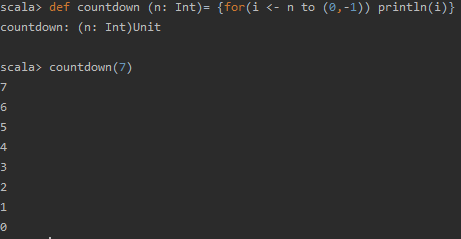 scala> def countdown (n: Int)= {for(i <- n to (0,-1)) println(i)}
countdown: (n: Int)Unit
scala> countdown(7)
7
6
5
4
3
2
1
0